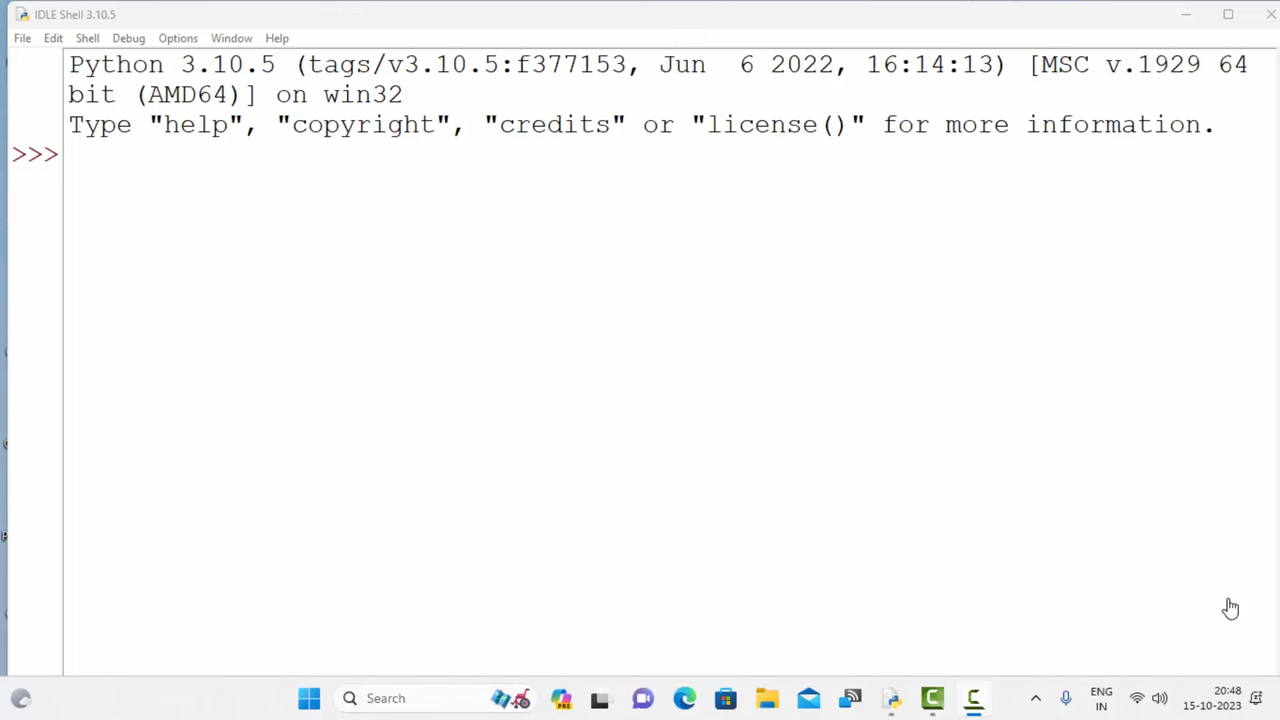 IDLE Shell 3.10.5
File Edit Shell Debug Options Window Help
Python 3.10.5 (tags/v3.10.5:f377153, Jun  6 2022, 16:14:13) [MSC v.1929 64
bit (AMD64)] on win32
Type "help", "copyright", "credits" or "license()" for more information.
>>>
Search
PRE
ENG
IN
20:48
15-10-2023